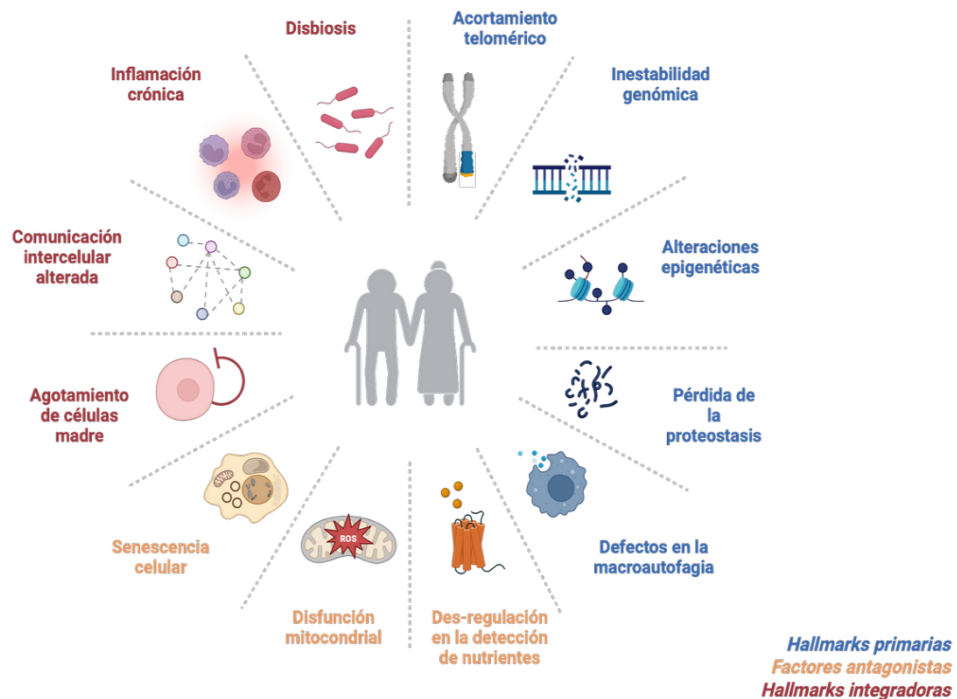 Disbiosis
Acortamiento
telomérico
Inflamación
crónica
Inestabilidad
genómica
Comunicación
intercelular
alterada
Alteraciones
epigenéticas
Agotamiento
de células
madre
Pérdida de
la
proteostasis
Senescencia
celular
ROS
Defectos en la
macroautofagia
Disfunción
mitocondrial
Des-regulación
en la detección
de nutrientes
Hallmarks primarias
Factores antagonistas
Hallmarks integradoras